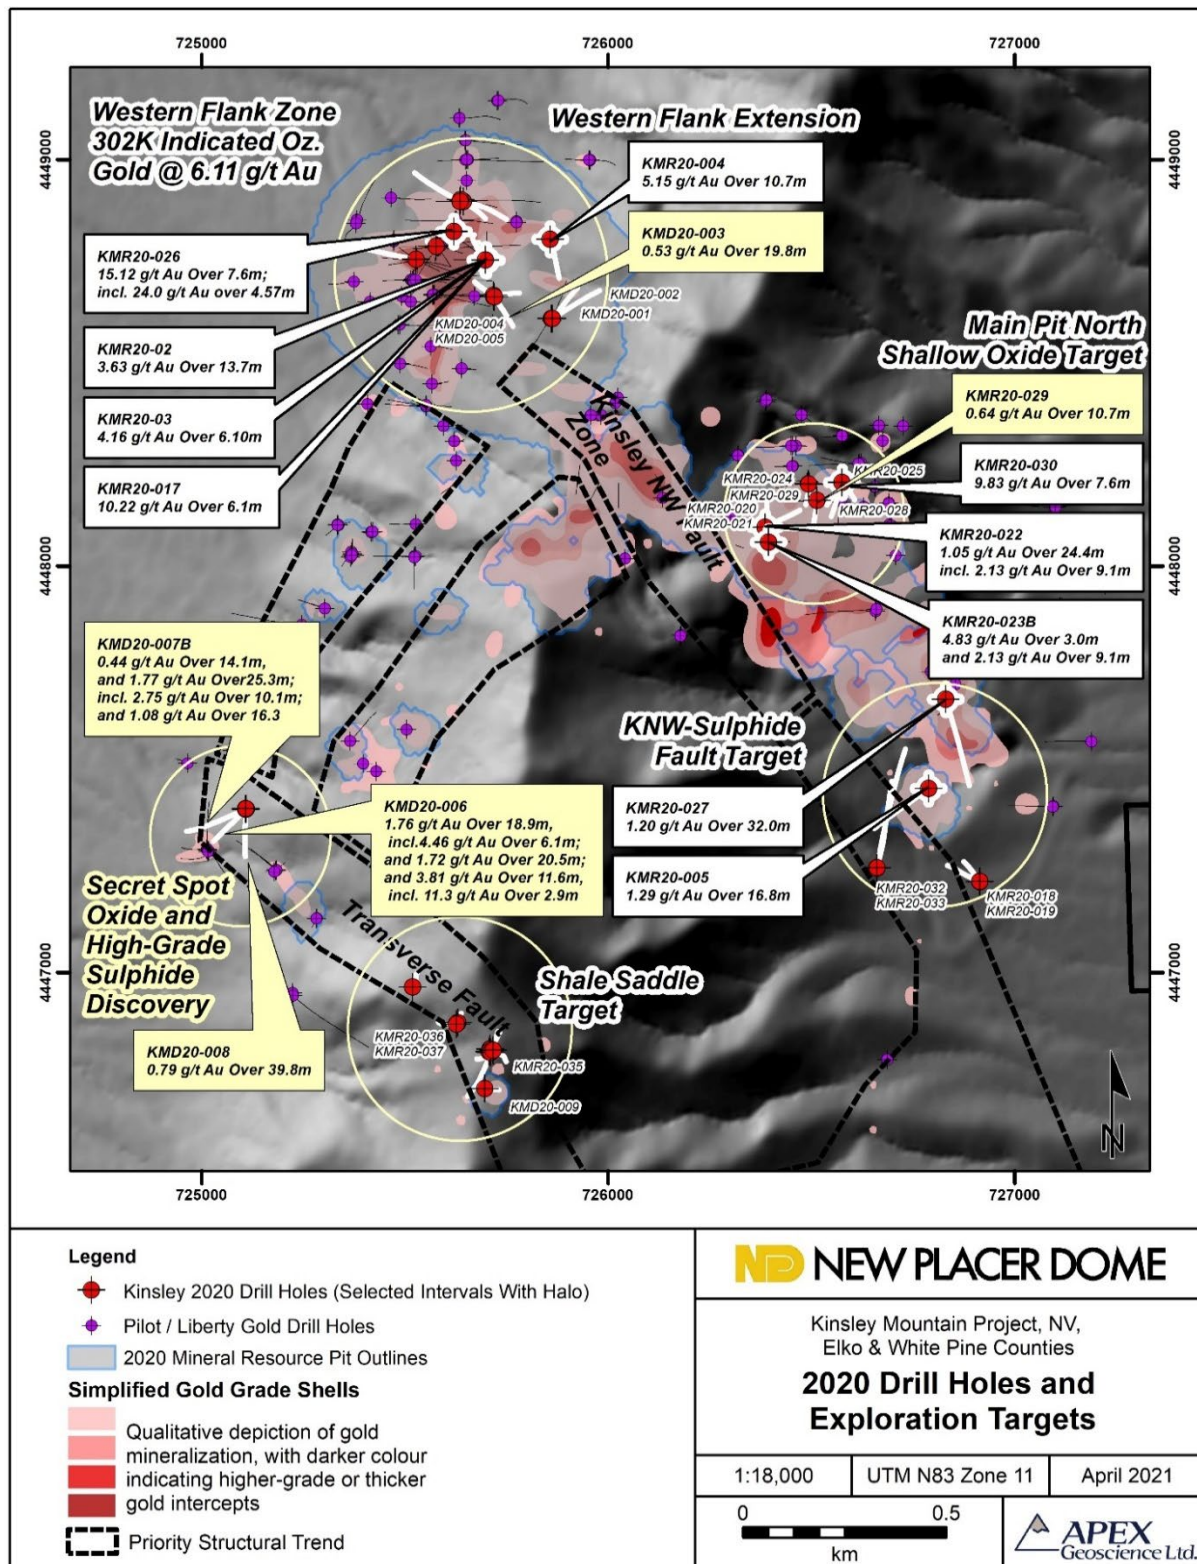 725000
726000
727000
4449000
4448000
4447000
4449000
4448000
4447000
Western Flank Zone
302K Indicated Oz.
Gold @ 6.11 g/t Au
Western Flank Extension
KMR20-004
5.15 g/t Au Over 10.7m
KMD-003
0.53 g/t Au Over 19.8m
KMR20-026
15.12 g/t Au Over 7.6m;
incl. 24.0 g/t Au over 4.57m
KMR20-02
3.63 g/t Au Over 13.7m
KMR20-03
4.16 g/t Au Over 6.10m
KMR20-017
10.22 g/t Au Over 6.1m
KMD20-002
KMD20-001
KMD20-004
KMD20-005
Main Pit North
Shallow Oxide Target
KMR20-029
0.64 g/t Au Over 10.7m
KMR20-030
9.83 g/t Au Over 7.6m
KMR20-022
1.05 g/t Au Over 24.4m
incl. 2.13 g/t Au Over 9.1m
KMR20-023B
4.83 g/t Au Over 3.0m
and 2.13 g/t Au Over 9.1m
KMR20-024
KMR20-025
KMR20-029
KMR20-028
KMR20-020
KMR20-021
Kinsley NW Fault
Zone
KMD20-007B
0.44 g/t Au Over 14.1m,
and 1.77 g/t Au Over25.3m;
incl. 2.75 g/t Au Over 10.1m;
and 1.08 g/t Au Over 16.3
KNW-Sulphide
Fault Target
KMR20-027
1.20 g/t Au Over 32.0m
KMR20-005
1.29 g/t Au Over 16.8m
KMD20-006
1.76 g/t Au Over 18.9m,
incl.4.46 g/t Au Over 6.1m;
and 1.72 g/t Au Over 20.5m;
and 3.81 g/t Au Over 11.6m,
incl. 11.3 g/t Au Over 2.9m
KMR20-032
KMR20-033
KMR20-018
KMR20-019
Secret Spot
Oxide and
High-Grade
Sulphide
Discovery
Transverse Fault
Shale Saddle
Target
KMD20-008
0.79 g/t Au Over 39.8m
KMR20-036
KMR20-037
KMR20-035
KMD20-009
N
725000
726000
727000
Legend
Kinsley 2020 Drill Holes (Selected Intervals With Halo)
Pilot / Liberty Gold Drill Holes
2020 Mineral Resource Pit Outlines
Simplified Gold Grade Shells
Qualitative depiction of gold
mineralization, with darker colour
indicating higher-grade or thicker
gold intercepts
Priority Structural Trend
ND NEW PLACER DOME
Kinsley Mountain Project, NV,
Elko & White Pine Counties
2020 Drill Holes and
Exploration Targets
1:18,000
UTM N83 Zone 11
April 2021
0
0.5
km
APEX
Geoscience Ltd.